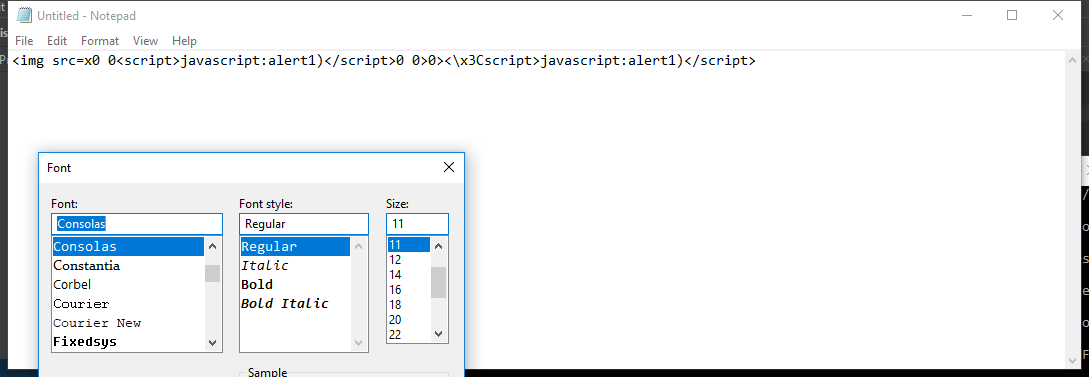 Untitled - Notepad
File Edit Format View Help
<img src=x0 0<script>javascript:alert1)</script>0 0>0><\x3Cscript>javascript:alert1)</script>
Font
Font: Font style: Size:
Consolas Regular 11
Consolas Regular 11
Constantia Italic 12
Corbel Bold 14
Courier Bold Italic 16
Courier New 18
Fixedsys 20
22
Sample